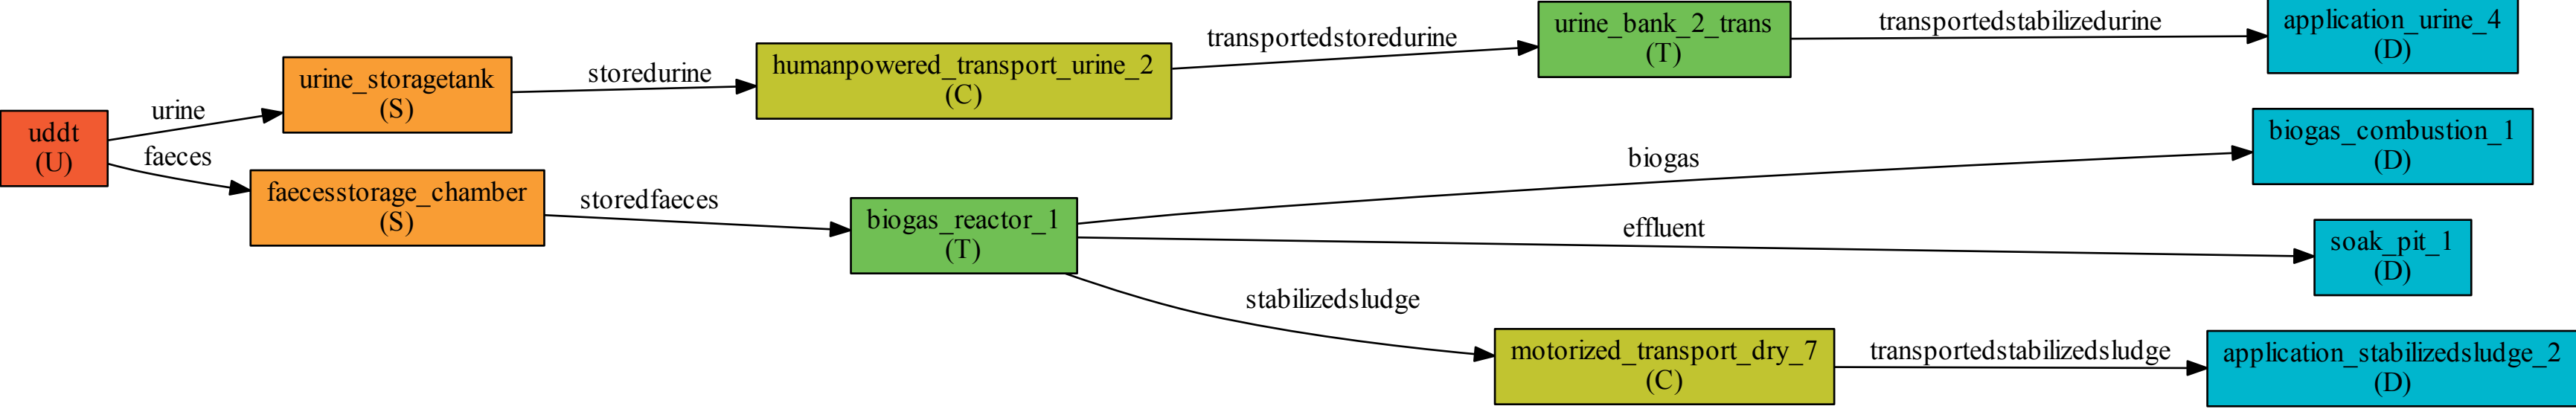 uddt
(U)
urine
faeces
urine_storagetank
(S)
faecesstorage_chamber
(S)
storedurine
storedfaeces
humanpowered_transport_urine_2
(C)
biogas_reactor_1
(T)
transportedstoredurine
biogas
effluent
stabilizedsludge
urine_bank_2_trans
(T)
motorized_transport_dry_7
(C)
transportedstabilizedurine
transportedstabilizedsludge
application_urine_4
(D)
biogas_combustion_1
(D)
soak_pit_1
(D)
application_stabilizedsludge_2
(D)